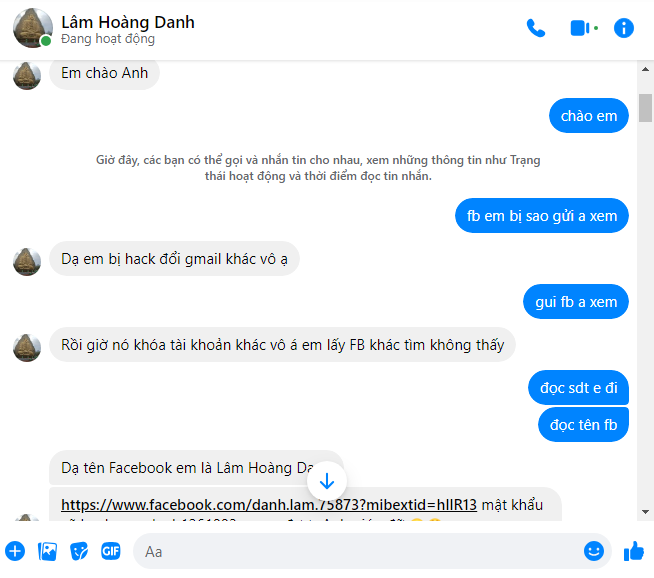 Lâm Hoàng Danh
Đang hoạt động
Em chào Anh
chào em
Giờ đây, các bạn có thể gọi và nhắn tin cho nhau, xem những thông tin như Trạng
thái hoạt động và thời điểm đọc tin nhắn.
fb em bị sao gửi a xem
Dạ em bị hack đổi gmail khác vô ạ
gui fb a xem
Rồi giờ nó khóa tài khoản khác vô á em lấy FB khác tìm không thấy
đọc sdt e đi
đọc tên fb
Dạ tên Facebook em là Lâm Hoàng Da
https://www.facebook.com/danh.lam.75873?mibextid=hIlR13 mật khẩu
GIF
Aa